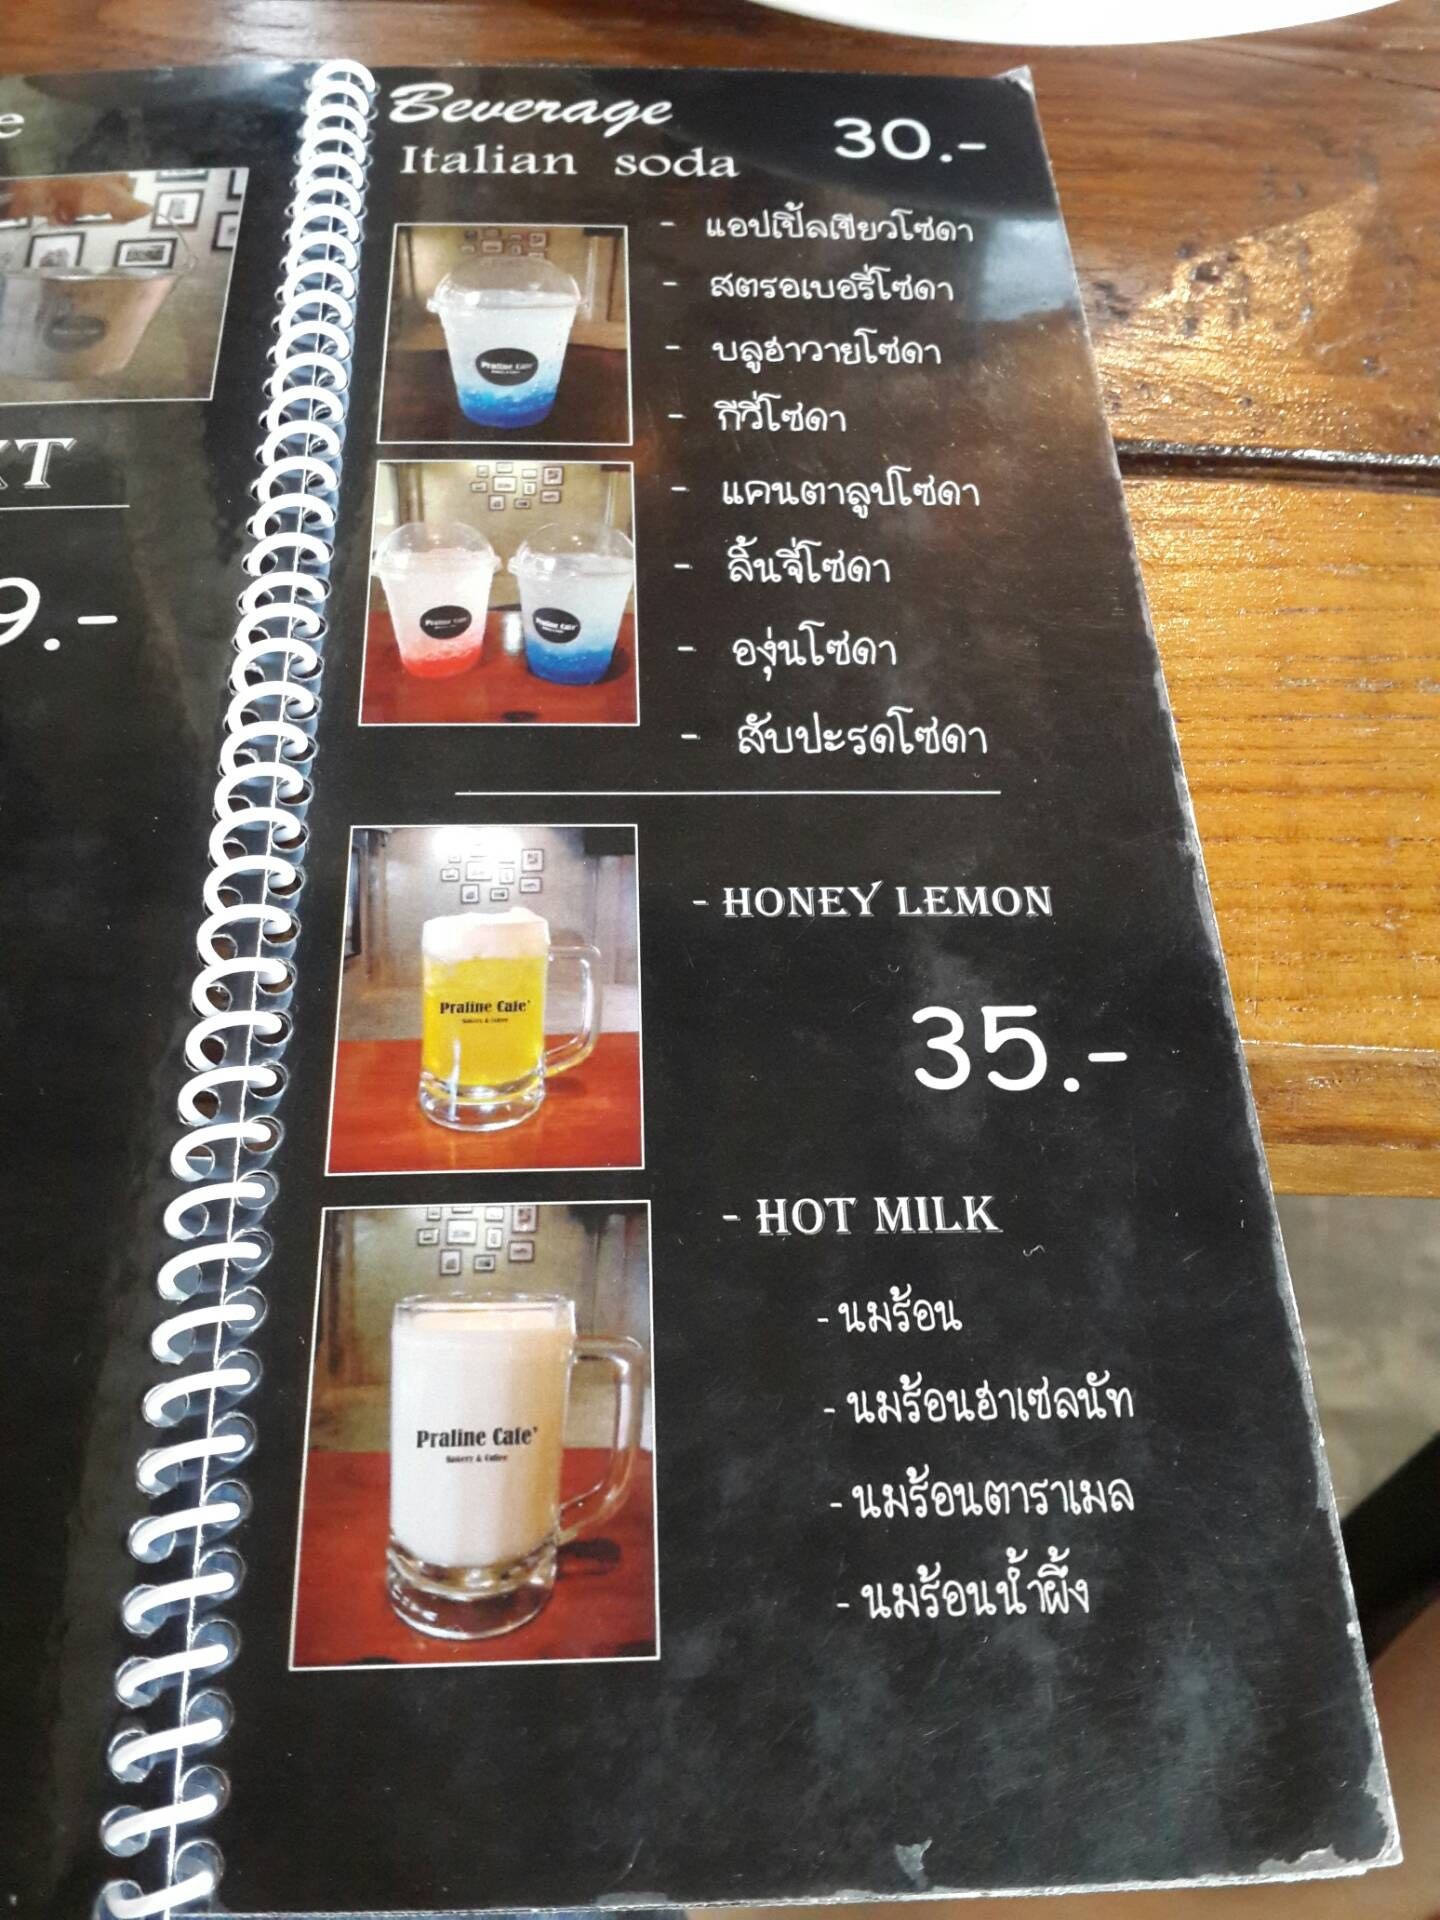 Beverage
Italian soda
30.-
- แอปเปิ้ลเขียวโซดา
- สตรอเบอรี่โซดา
- บลูฮาวายโซดา
- กีวี่โซดา
- แคนตาลูปโซดา
- ลิ้นจี่โซดา
- องุ่นโซดา
- สับปะรดโซดา
Praline Cafe'
Praline Cafe'
Praline Cafe'
- HONEY LEMON
35.-
Praline Cafe'
Bakery & Coffee
- HOT MILK
- นมร้อน
- นมร้อนฮาเซลนัท
- นมร้อนตาราเมล
- นมร้อนน้ำผึ้ง
Praline Cafe'
Bakery & Coffee
9.-